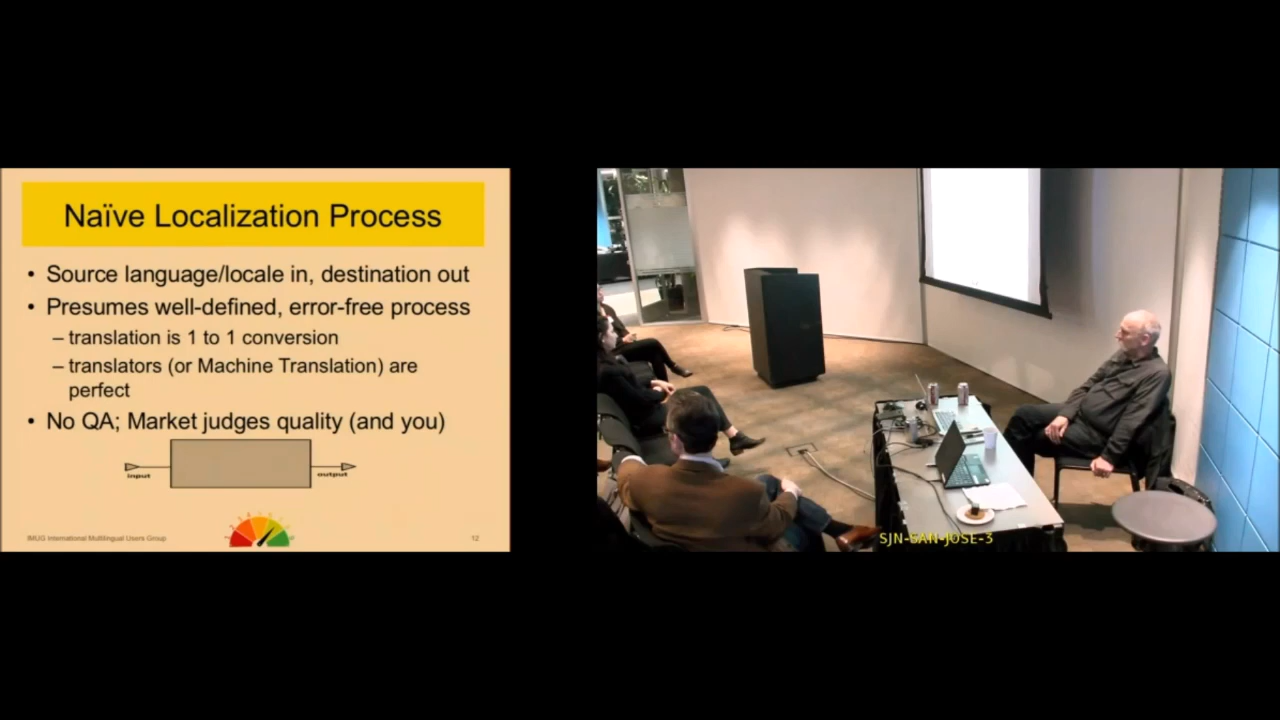 Naïve Localization Process
• Source language/locale in, destination out
• Presumes well-defined, error-free process
– translation is 1 to 1 conversion
– translators (or Machine Translation) are
perfect
• No QA; Market judges quality (and you)
input
output
IMUG International Multilingual Users Group
12
SJN-SAN-JOSE-3